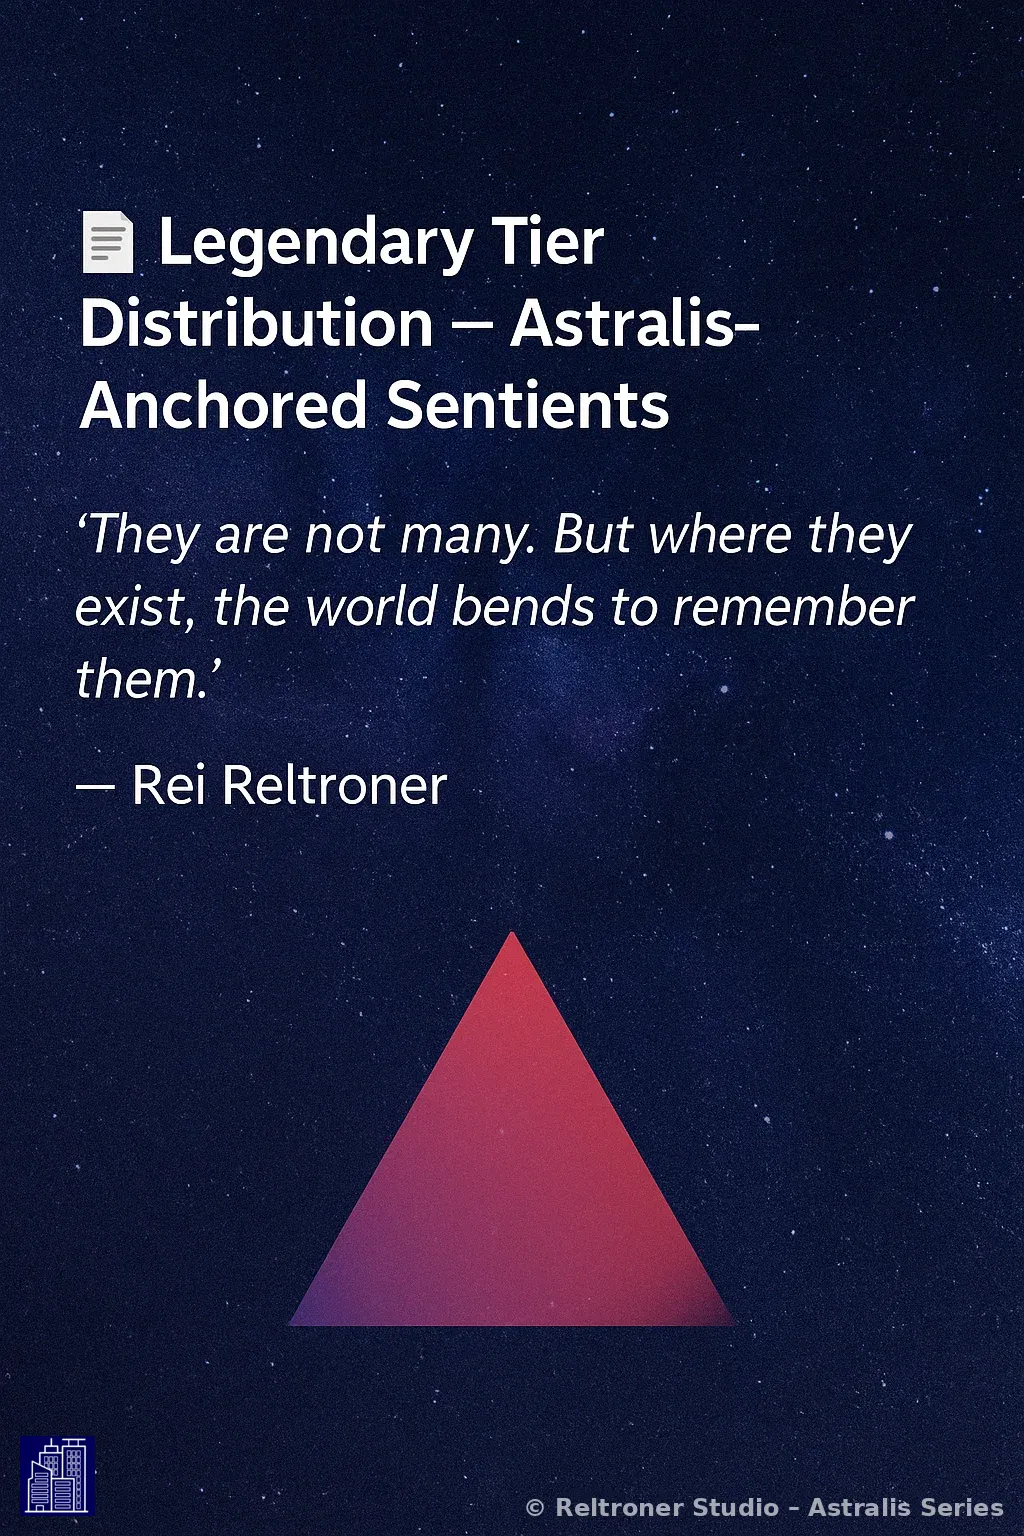 Legendary Tier
Distribution — Astralis–
Anchored Sentients
‘They are not many. But where they
exist, the world bends to remember
them.’
— Rei Reltroner
© Reltroner Studio – Astralis Series